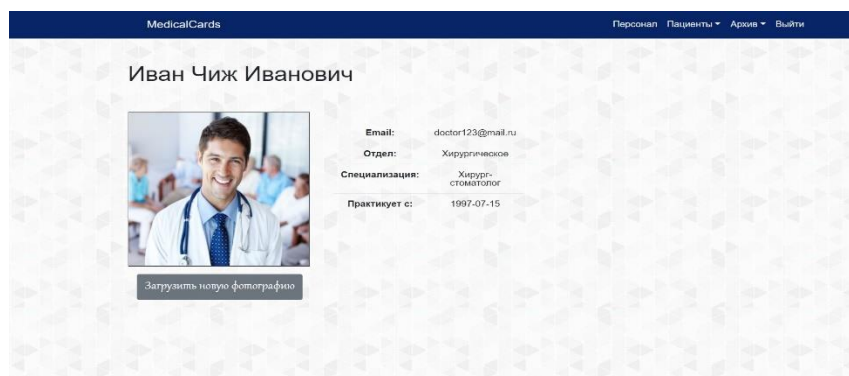 MedicalCards Персонал Пациенты Архив Выйти
Иван Чиж Иванович
Email: doctor123@mail.ru
Отдел: Хирургическое
Специализация: Хирург-
стоматолог
Практикует с: 1997-07-15
Загрузить новую фотографию